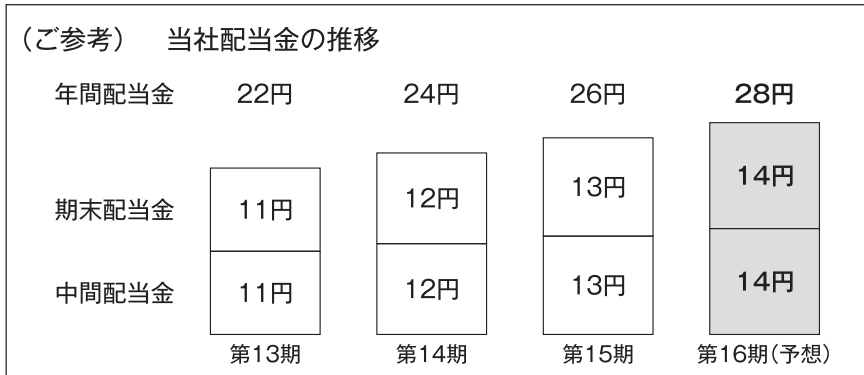 （ご参考）　当社配当金の推移
年間配当金　22円　24円　26円　28円
14円
期末配当金　11円　12円　13円
中間配当金　11円　12円　13円　14円
第13期　第14期　第15期　第16期（予想）